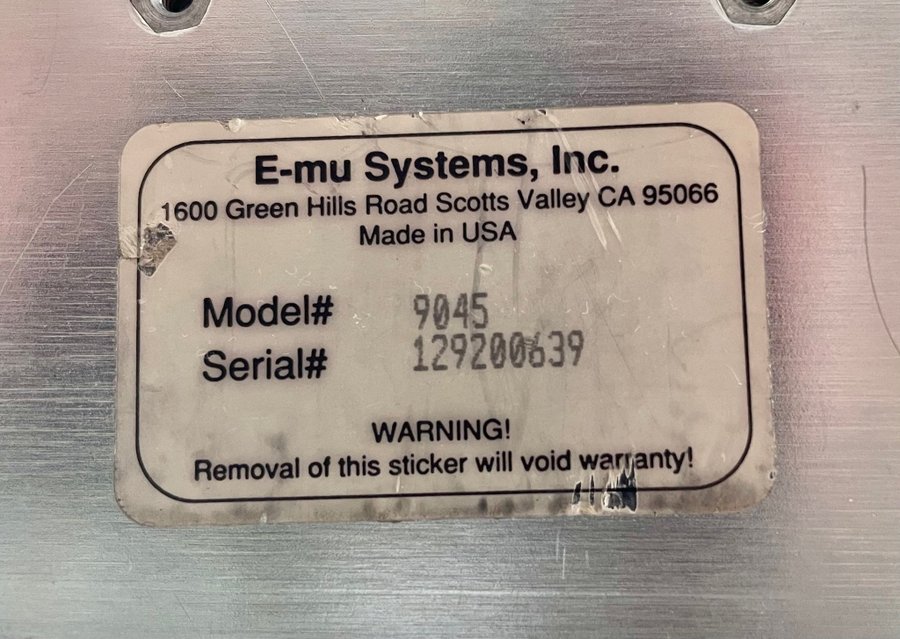 E-mu Systems, Inc.
1600 Green Hills Road Scotts Valley CA 95066
Made in USA
Model# 9045
Serial# 129200639
WARNING!
Removal of this sticker will void warranty!